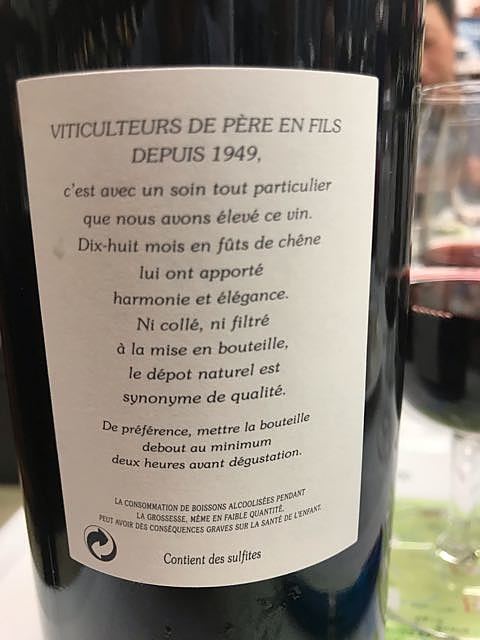 VITICULTEURS DE PÈRE EN FILS
DEPUIS 1949,
c'est avec un soin tout particulier
que nous avons élevé ce vin.
Dix-huit mois en fûts de chêne
lui ont apporté
harmonie et élégance.
Ni collé, ni filtré
à la mise en bouteille,
le dépot naturel est
synonyme de qualité.
De préférence, mettre la bouteille
debout au minimum
deux heures avant dégustation.
LA CONSOMMATION DE BOISSONS ALCOOLISÉES PENDANT
LA GROSSESSE, MÊME EN FAIBLE QUANTITÉ,
PEUT AVOIR DES CONSÉQUENCES GRAVES SUR LA SANTÉ DE L'ENFANT.
Contient des sulfites